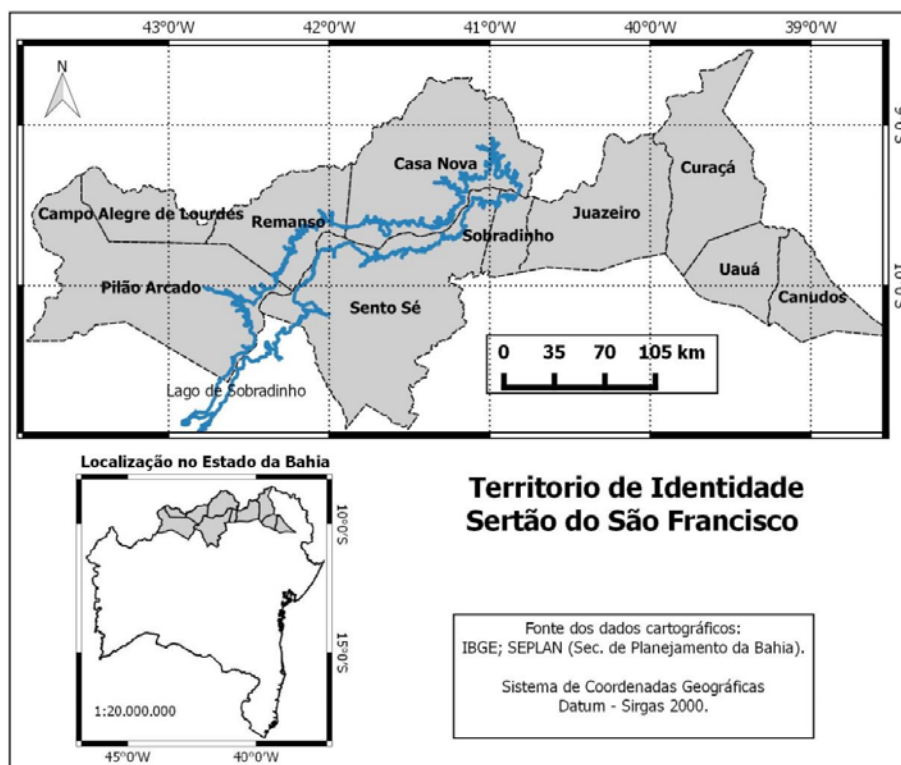 43°0'W 42°0'W 41°0'W 40°0'W 39°0'W
N
9°0'S
Casa Nova
Curaçá
Campo Alegre de Lourdes
Remanso
Juazeiro
Sobradinho
Uauá
Pilão Arcado
10°0'S
Canudos
Sento Sé
0 35 70 105 km
Lago de Sobradinho
Localização no Estado da Bahia
10°0'S
15°0'S
1:20.000.000
45°0'W 40°0'W
Territorio de Identidade
Sertão do São Francisco
Fonte dos dados cartográficos:
IBGE; SEPLAN (Sec. de Planejamento da Bahia).
Sistema de Coordenadas Geográficas
Datum - Sirgas 2000.